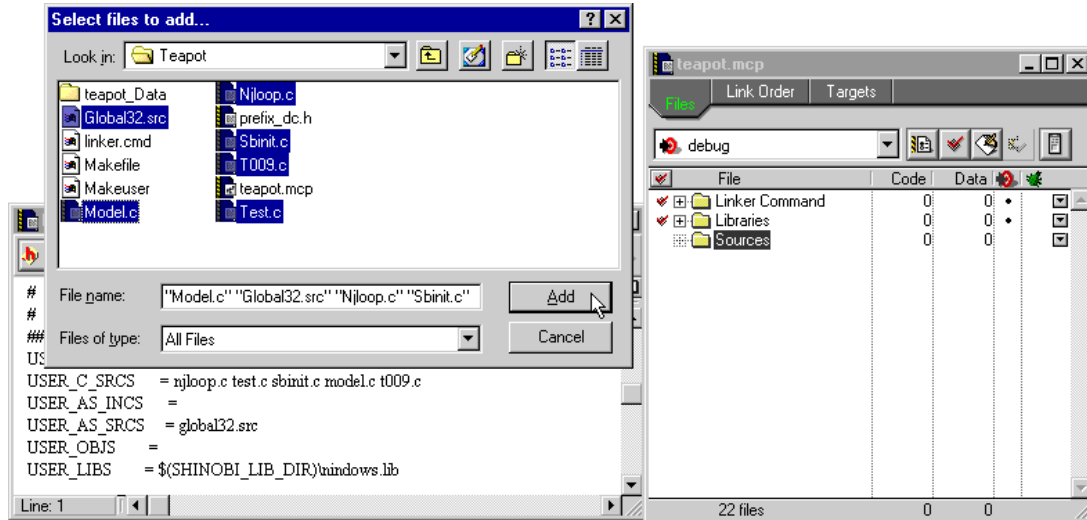 Select files to add...
Look in: Teapot
teapot_Data
Global32.src
linker.cmd
Makefile
Makeuser
Model.c
Njloop.c
prefix_dc.h
Sbinit.c
T009.c
teapot.mcp
Test.c
File name: "Model.c" "Global32.src" "Njloop.c" "Sbinit.c" Add
Files of type: All Files Cancel
#
#
##
US
USER_C_SRCS = njloop.c test.c sbinit.c model.c t009.c
USER_AS_INCS =
USER_AS_SRCS = global32.src
USER_OBJS =
USER_LIBS = $(SHINOBI_LIB_DIR)\nindows.lib
Line: 1
teapot.mcp
Files Link Order Targets
debug
File Code Data
Linker Command 0 0 •
Libraries 0 0 •
Sources 0 0
22 files 0 0